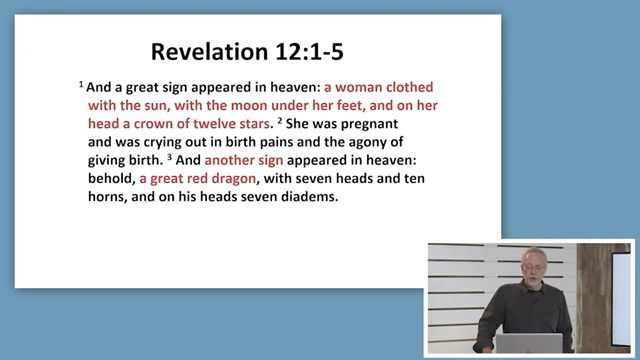 Revelation 12:1-5
1 And a great sign appeared in heaven: a woman clothed
with the sun, with the moon under her feet, and on her
head a crown of twelve stars. 2 She was pregnant
and was crying out in birth pains and the agony of
giving birth. 3 And another sign appeared in heaven:
behold, a great red dragon, with seven heads and ten
horns, and on his heads seven diadems.